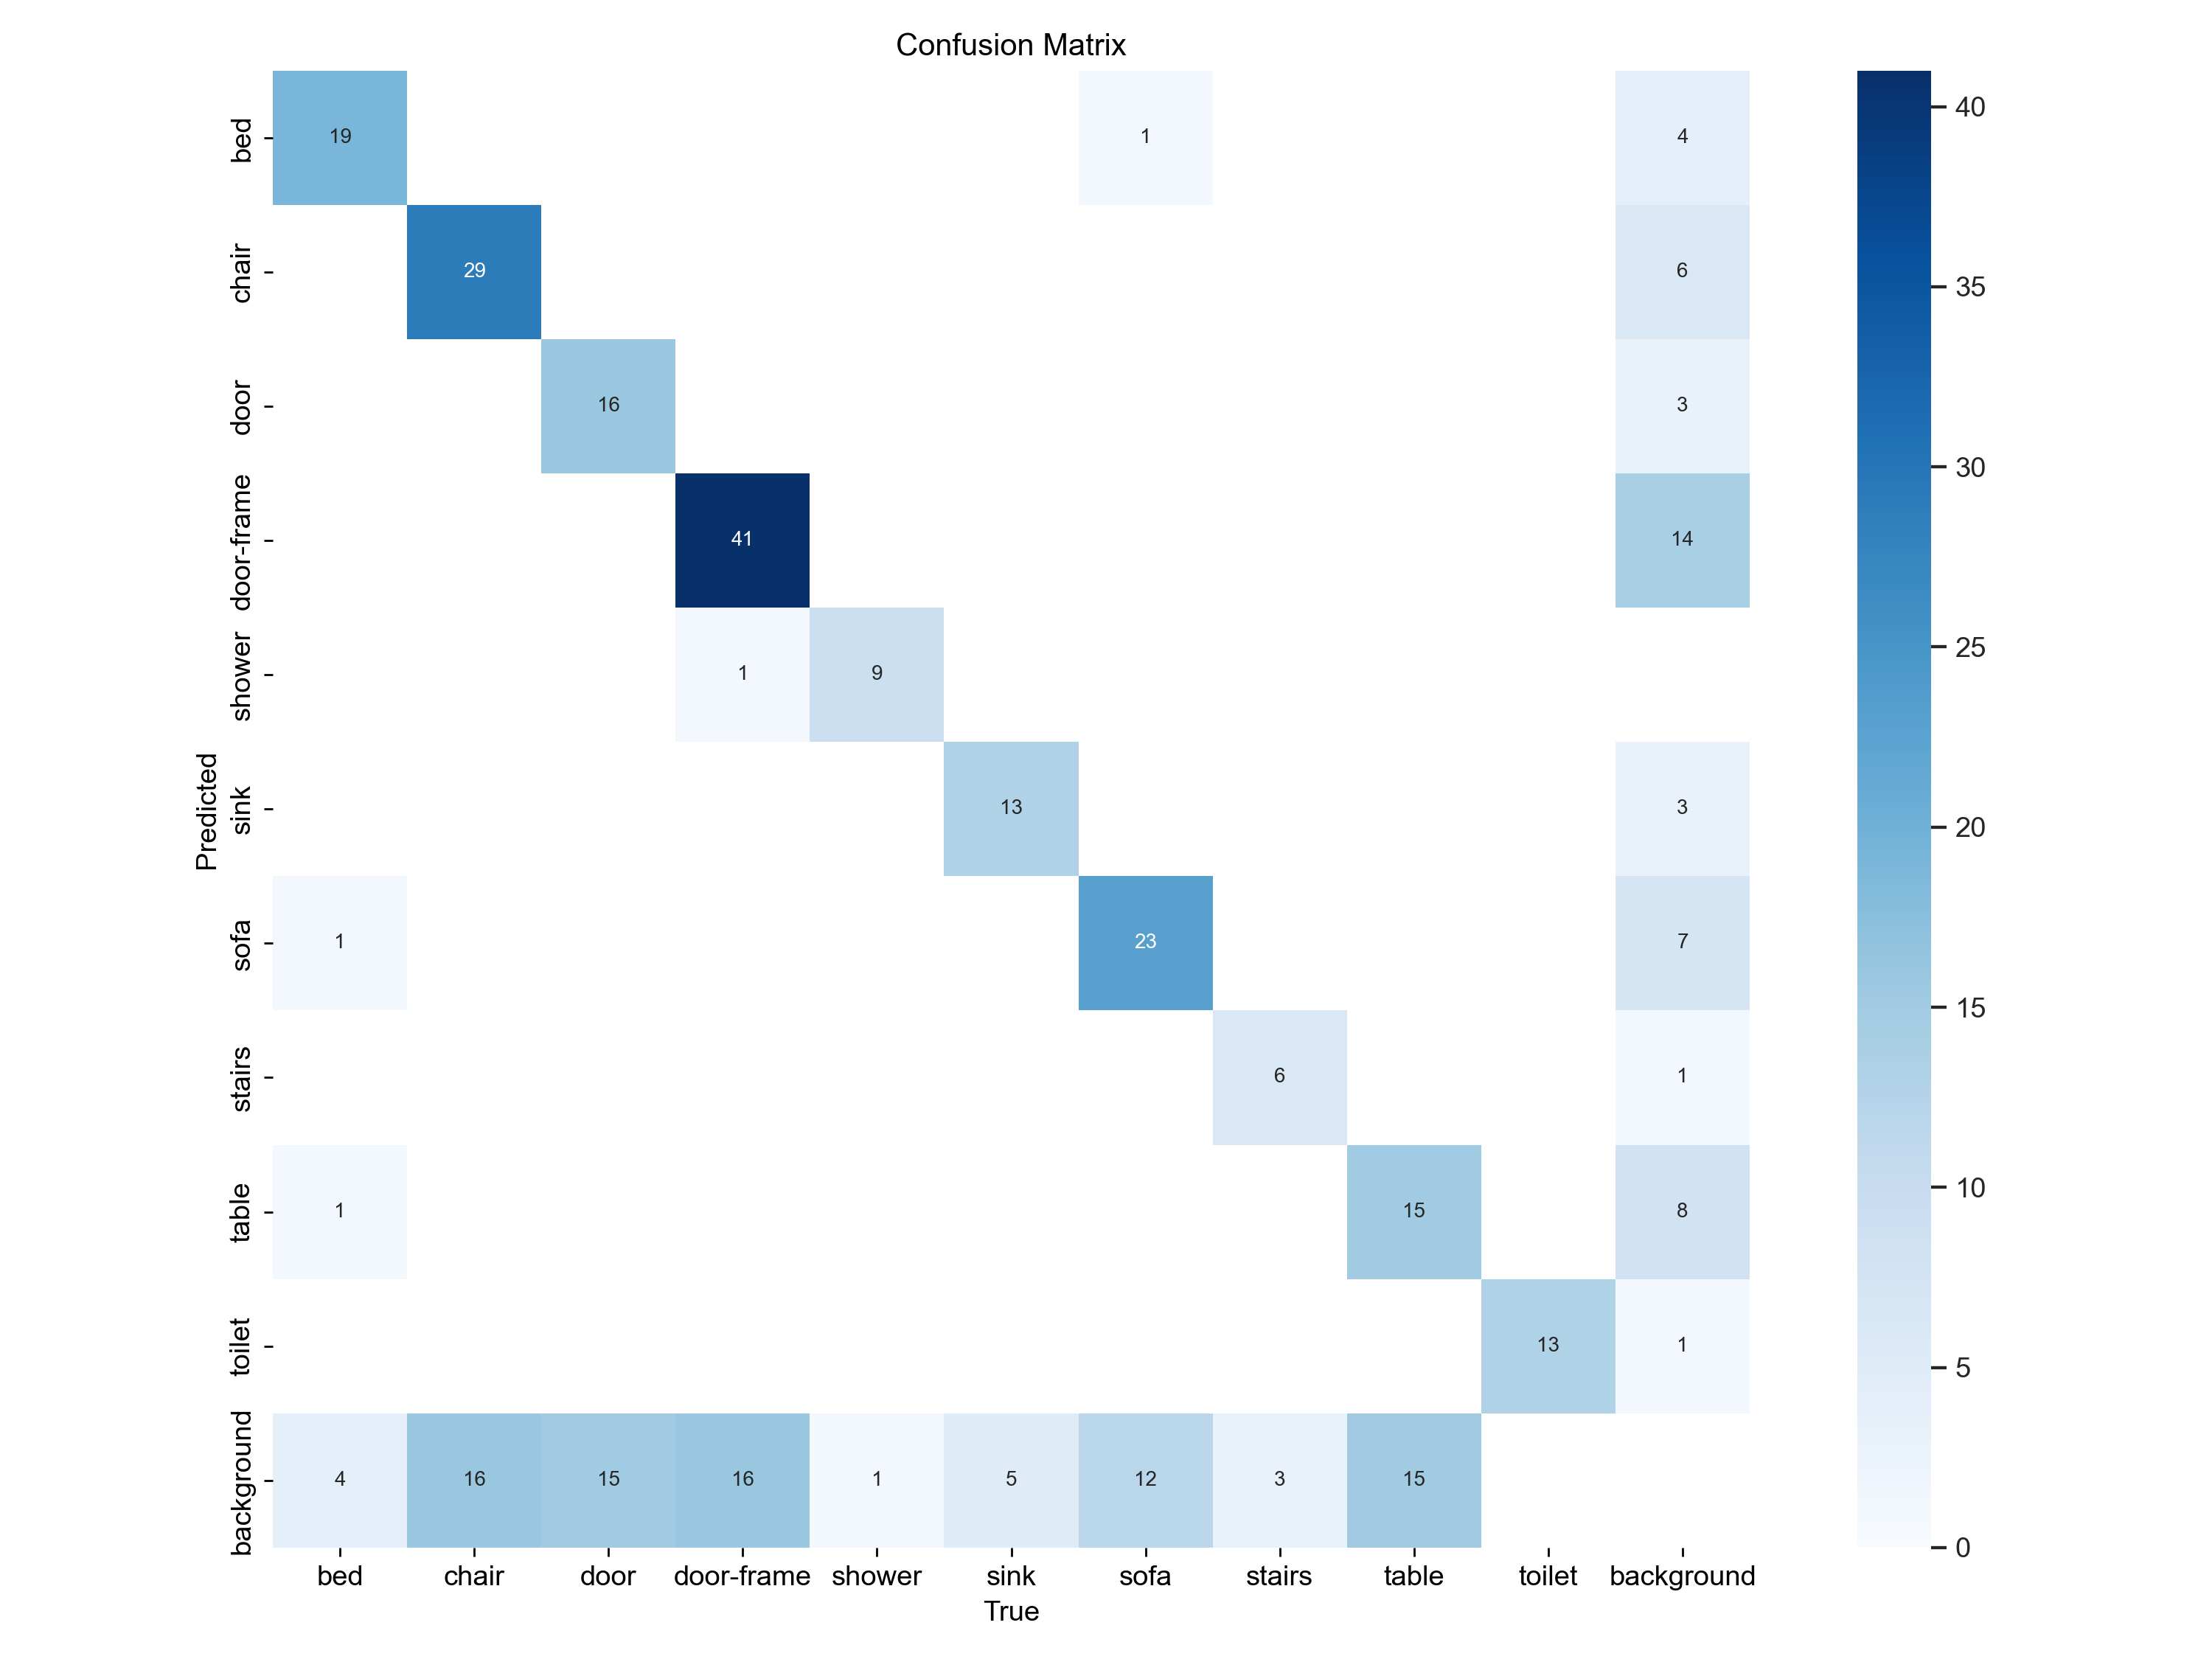 Confusion Matrix
bed 19 1 4
chair 29 6
door 16 3
door-frame 41 14
shower 1 9
sink 13 3
sofa 1 23 7
stairs 6 1
table 1 15 8
toilet 13 1
background 4 16 15 16 1 5 12 3 15
Predicted
bed chair door door-frame shower sink sofa stairs table toilet background
True
40
35
30
25
20
15
10
5
0